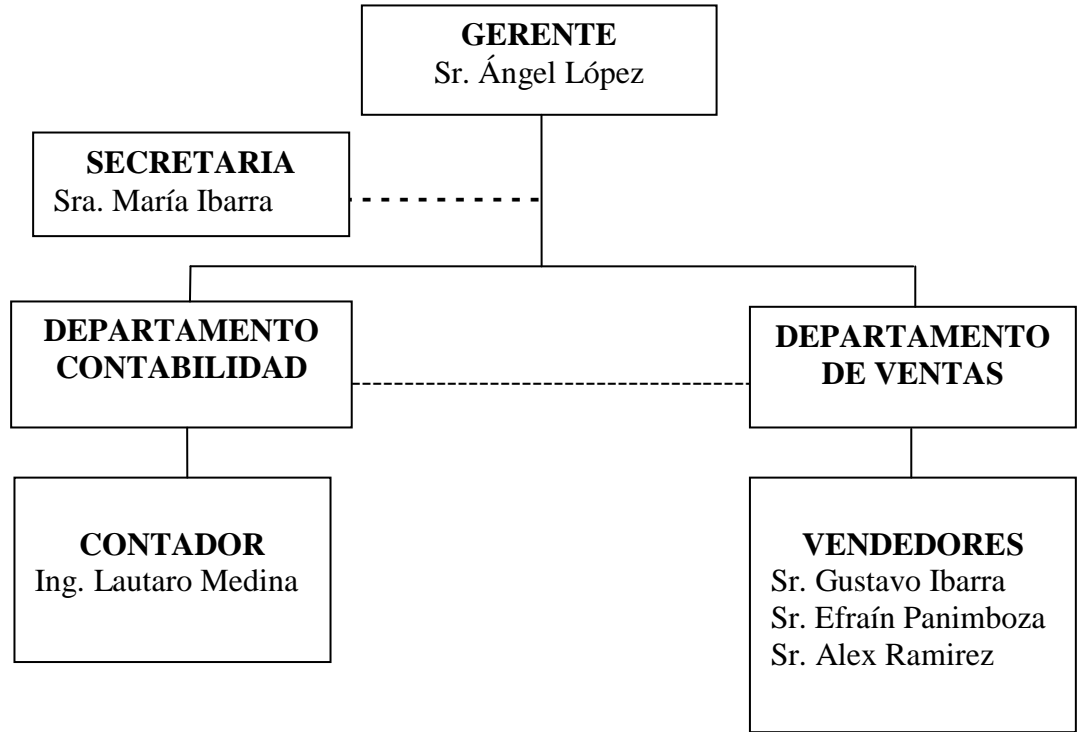 GERENTE
Sr. Ángel López
SECRETARIA
Sra. María Ibarra
DEPARTAMENTO
CONTABILIDAD
DEPARTAMENTO
DE VENTAS
CONTADOR
Ing. Lautaro Medina
VENDEDORES
Sr. Gustavo Ibarra
Sr. Efraín Panimboza
Sr. Alex Ramirez